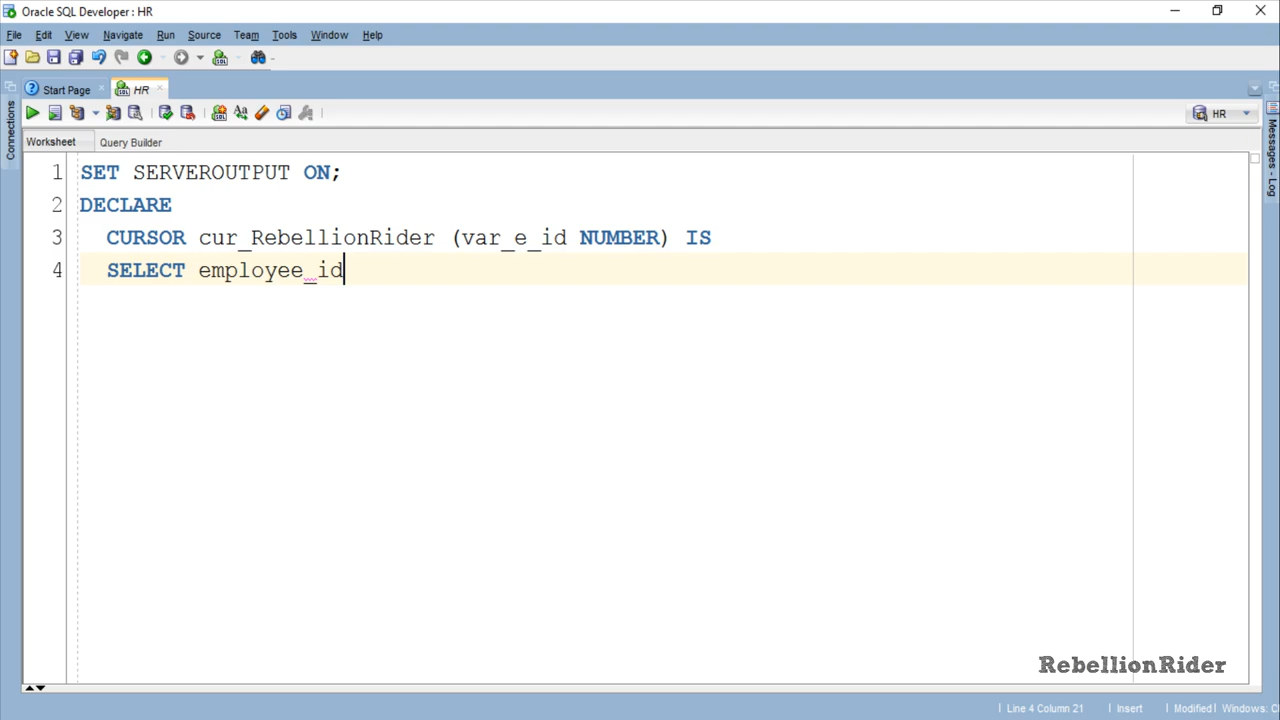 Oracle SQL Developer : HR
File Edit View Navigate Run Source Team Tools Window Help
Start Page HR
HR
Connections
Messages - Log
Worksheet Query Builder
1 SET SERVEROUTPUT ON;
2 DECLARE
3 CURSOR cur_RebellionRider (var_e_id NUMBER) IS
4 SELECT employee_id
RebellionRider
Line 4 Column 21 Insert Modified Windows: C